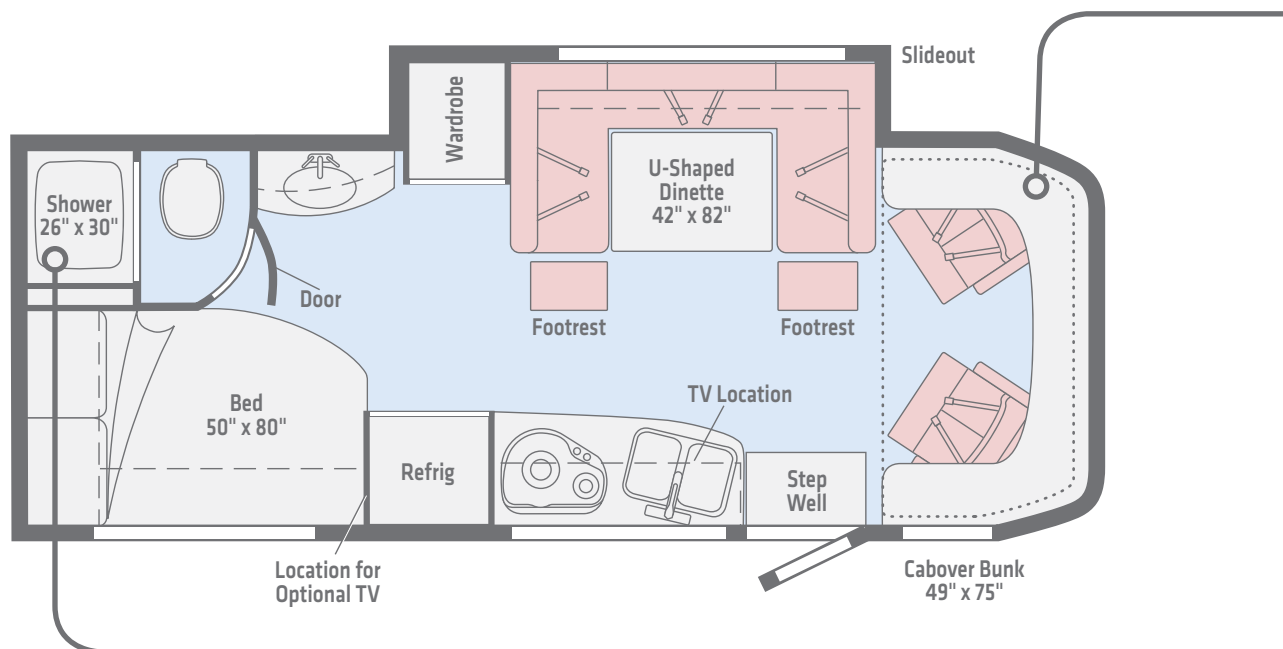 Slideout
Wardrobe
U-Shaped
Dinette
42" x 82"
Shower
26" x 30"
Door
Footrest
Footrest
TV Location
Bed
50" x 80"
Refrig
Step
Well
Location for
Optional TV
Cabover Bunk
49" x 75"